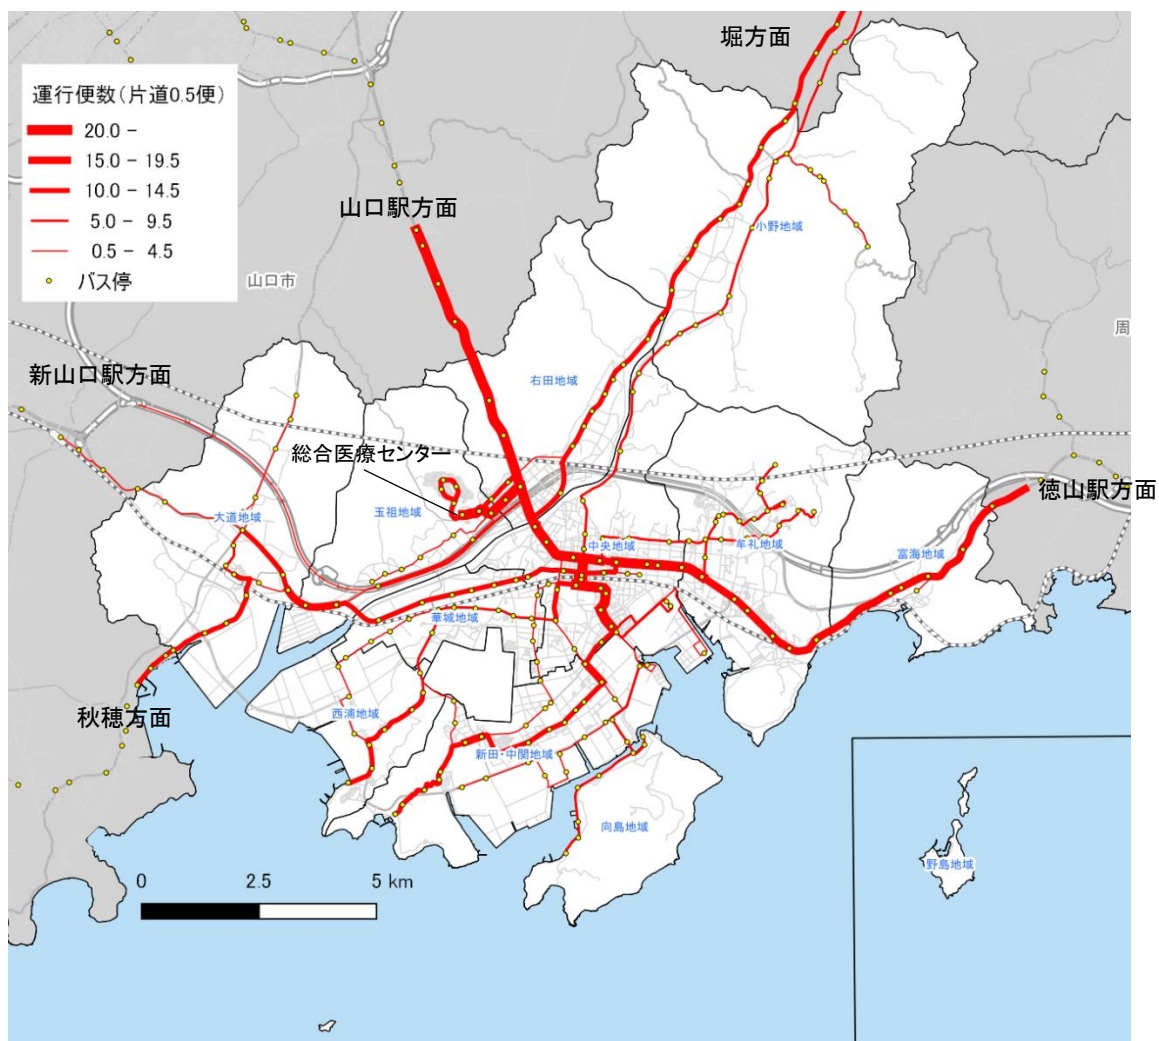 堀方面
運行便数(片道0.5便)
20.0 -
15.0 - 19.5
10.0 - 14.5
5.0 - 9.5
0.5 - 4.5
バス停
山口駅方面
小野地域
山口市
周
新山口駅方面
右田地域
総合医療センター
徳山駅方面
大道地域
玉祖地域
中央地域
牟礼地域
富海地域
華城地域
秋穂方面
西浦地域
新田・中関地域
向島地域
野島地域
0 2.5 5 km